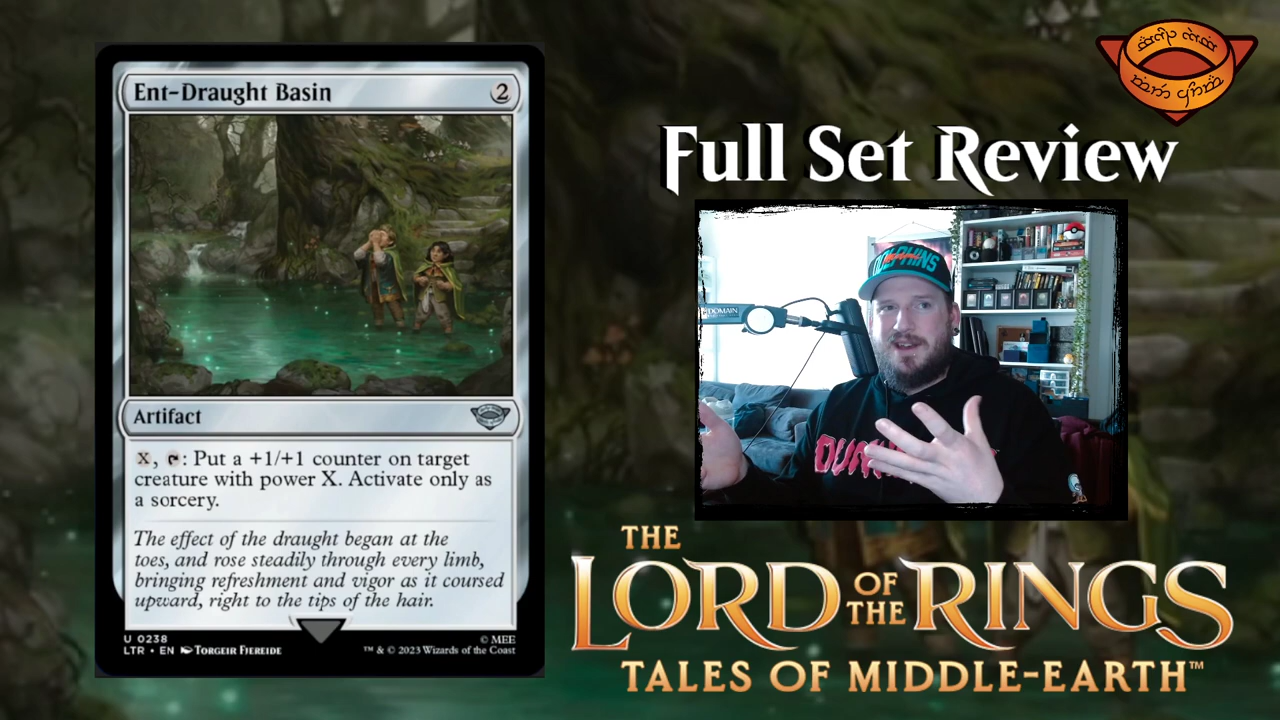 Ent-Draught Basin 2
Artifact
X, T: Put a +1/+1 counter on target
creature with power X. Activate only as
a sorcery.
The effect of the draught began at the
toes, and rose steadily through every limb,
bringing refreshment and vigor as it coursed
upward, right to the tips of the hair.
U 0238
LTR • EN TORGEIR FJEREIDE
© MEE
™ & © 2023 Wizards of the Coast
Full Set Review
DOLPHINS
DOMAIN
THE
LORD OF THE RINGS
TALES OF MIDDLE-EARTH™